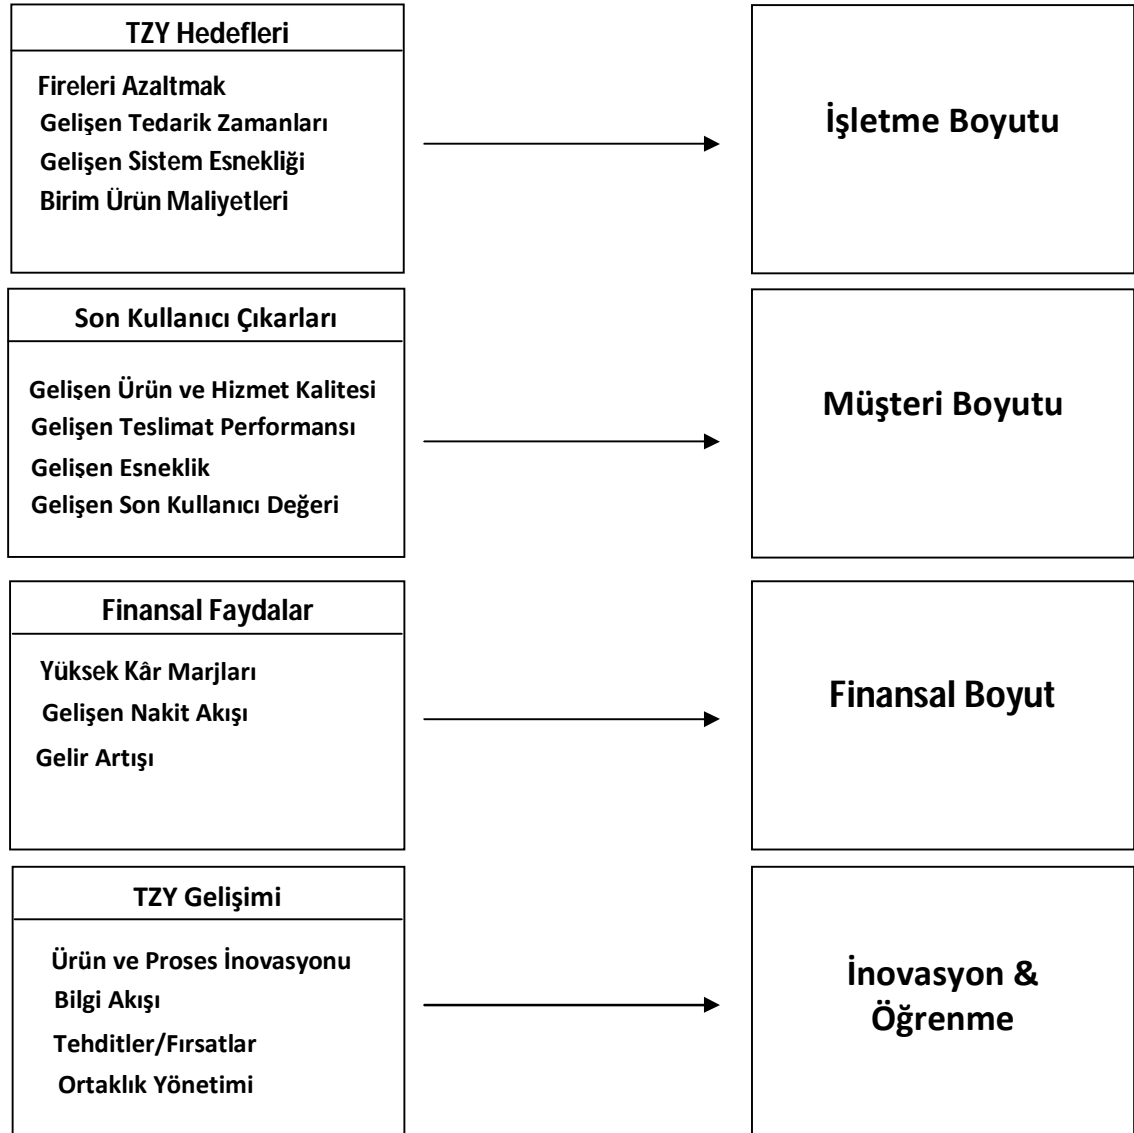 TZY Hedefleri
Fireleri Azaltmak
Gelişen Tedarik Zamanları
Gelişen Sistem Esnekliği
Birim Ürün Maliyetleri
İşletme Boyutu
Son Kullanıcı Çıkarları
Gelişen Ürün ve Hizmet Kalitesi
Gelişen Teslimat Performansı
Gelişen Esneklik
Gelişen Son Kullanıcı Değeri
Müşteri Boyutu
Finansal Faydalar
Yüksek Kâr Marjları
Gelişen Nakit Akışı
Gelir Artışı
Finansal Boyut
TZY Gelişimi
Ürün ve Proses İnovasyonu
Bilgi Akışı
Tehditler/Fırsatlar
Ortaklık Yönetimi
İnovasyon &
Öğrenme